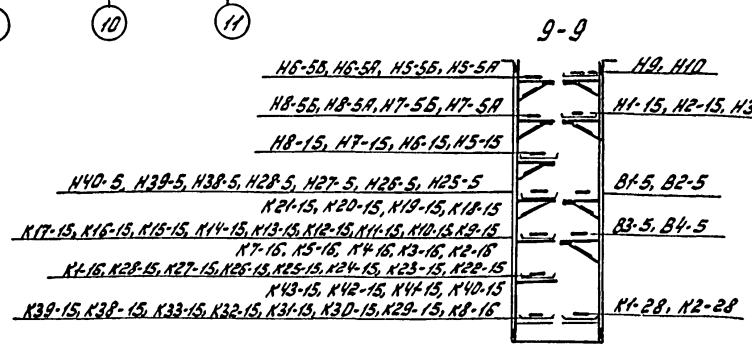 10
11
9-9
Н6-5Б, Н6-5А, Н5-5Б, Н5-5А
Н9, Н10
Н8-5Б, Н8-5А, Н7-5Б, Н7-5А
Н1-15, Н2-15, Н3
Н8-15, Н7-15, Н6-15, Н5-15
Н40-5, Н39-5, Н38-5, Н28-5, Н27-5, Н26-5, Н25-5
В1-5, В2-5
К21-15, К20-15, К19-15, К18-15
К17-15, К16-15, К15-15, К14-15, К13-15, К12-15, К11-15, К10-15, К9-15
В3-5, В4-5
К7-16, К5-16, К4-16, К3-16, К2-16
К1-16, К28-15, К27-15, К26-15, К25-15, К24-15, К23-15, К22-15
К43-15, К42-15, К41-15, К40-15
К39-15, К38-15, К33-15, К32-15, К31-15, К30-15, К29-15, К8-16
К1-28, К2-28